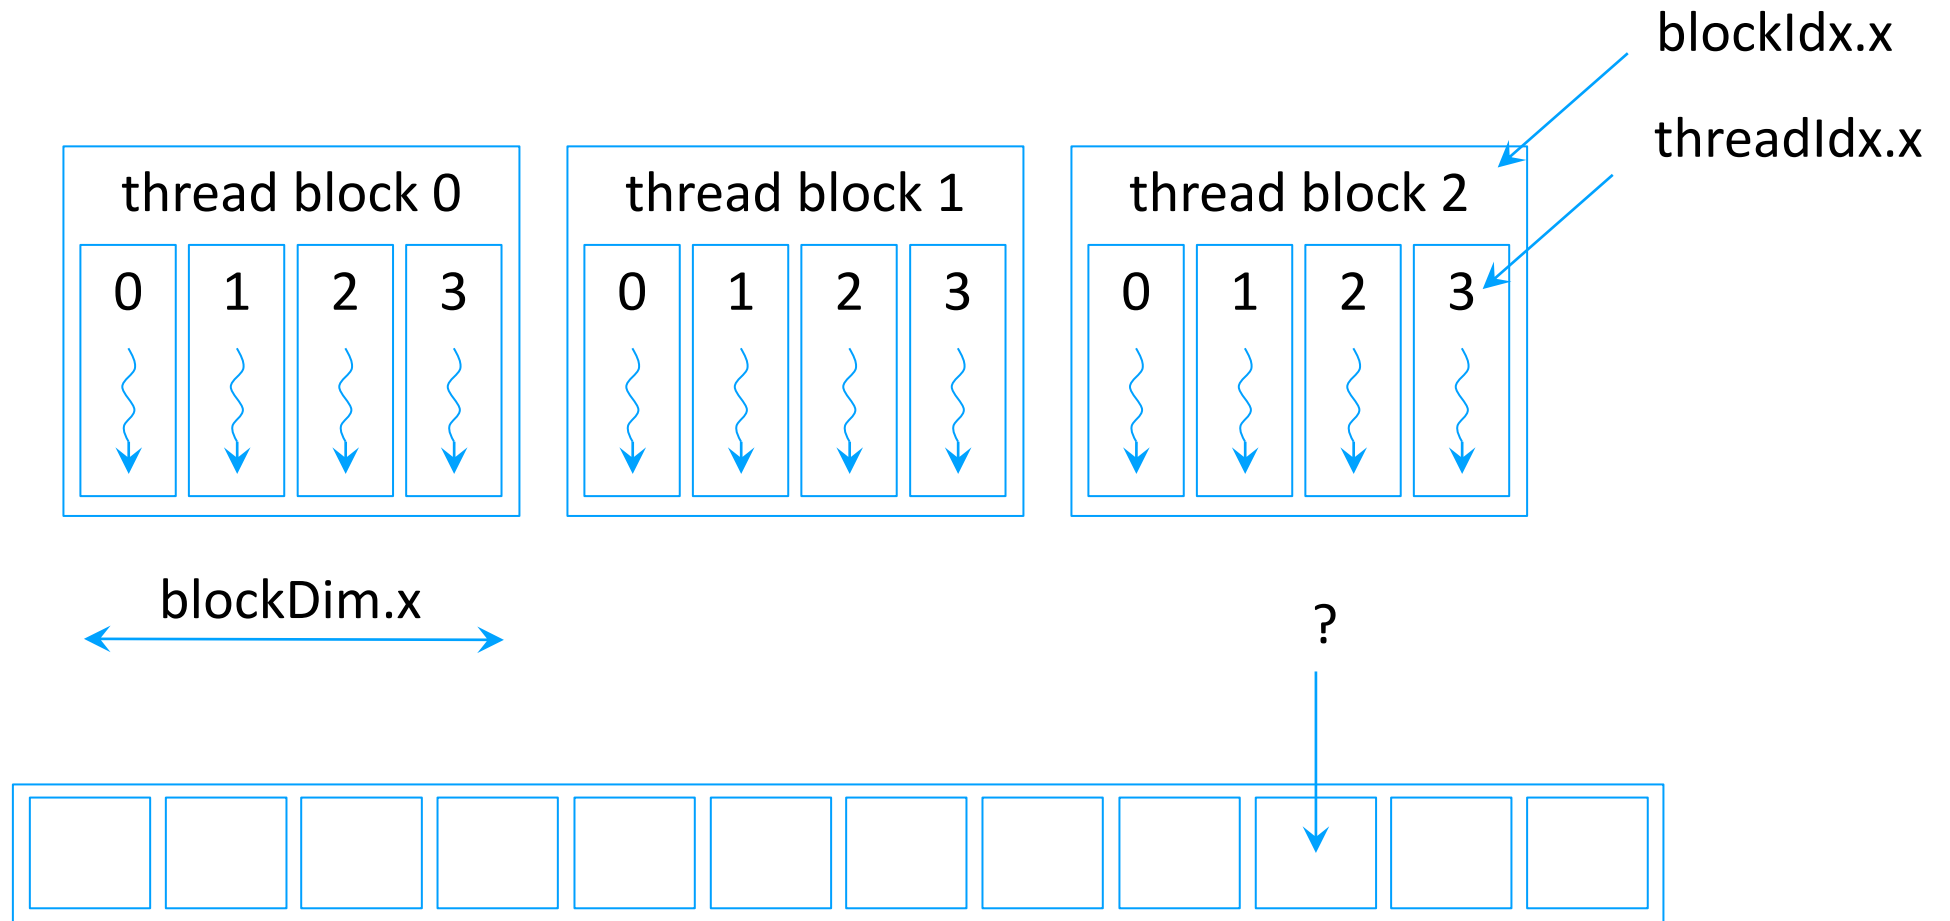 blockIdx.x
threadIdx.x
thread block 0
thread block 1
thread block 2
0 1 2 3
0 1 2 3
0 1 2 3
blockDim.x
?